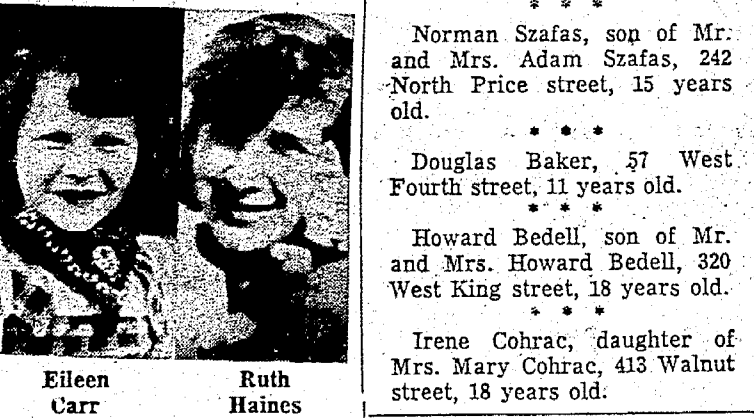 Eileen
Carr
Ruth
Haines
* * *
Norman Szafas, son of Mr.
and Mrs. Adam Szafas, 242
North Price street, 15 years
old.
* * *
Douglas Baker, 57 West
Fourth street, 11 years old.
* * *
Howard Bedell, son of Mr.
and Mrs. Howard Bedell, 320
West King street, 18 years old.
* * *
Irene Cohrac, daughter of
Mrs. Mary Cohrac, 413 Walnut
street, 18 years old.